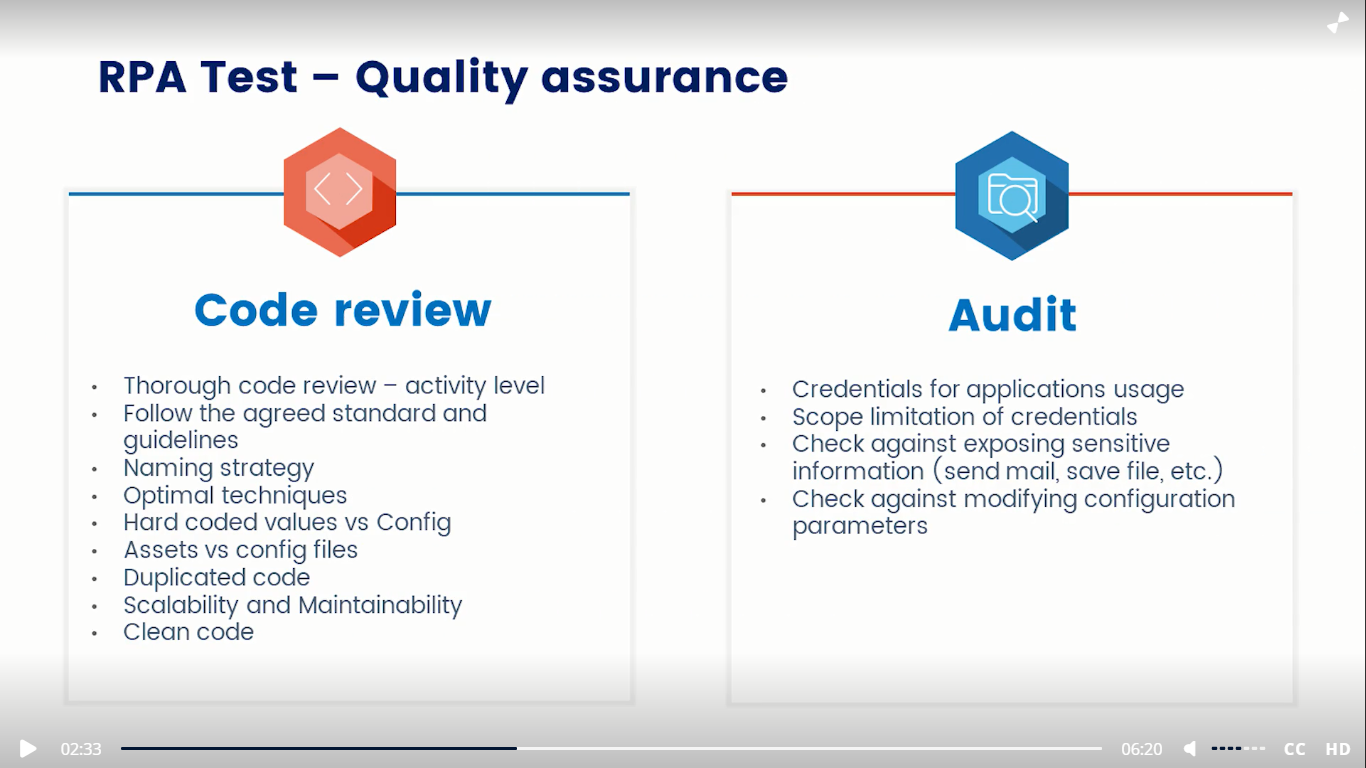 RPA Test – Quality assurance
Code review
• Thorough code review – activity level
• Follow the agreed standard and
guidelines
• Naming strategy
• Optimal techniques
• Hard coded values vs Config
• Assets vs config files
• Duplicated code
• Scalability and Maintainability
• Clean code
Audit
• Credentials for applications usage
• Scope limitation of credentials
• Check against exposing sensitive
information (send mail, save file, etc.)
• Check against modifying configuration
parameters
02:33
06:20
CC
HD